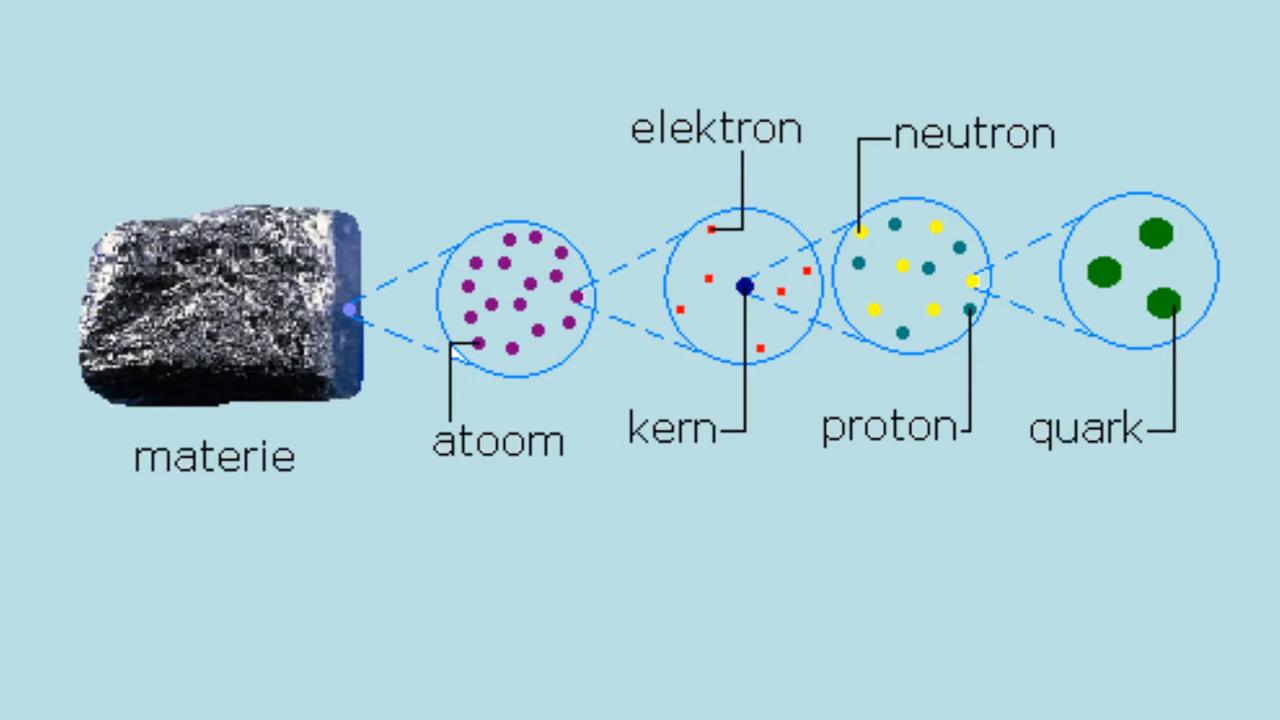 elektron
neutron
materie
atoom
kern
proton
quark